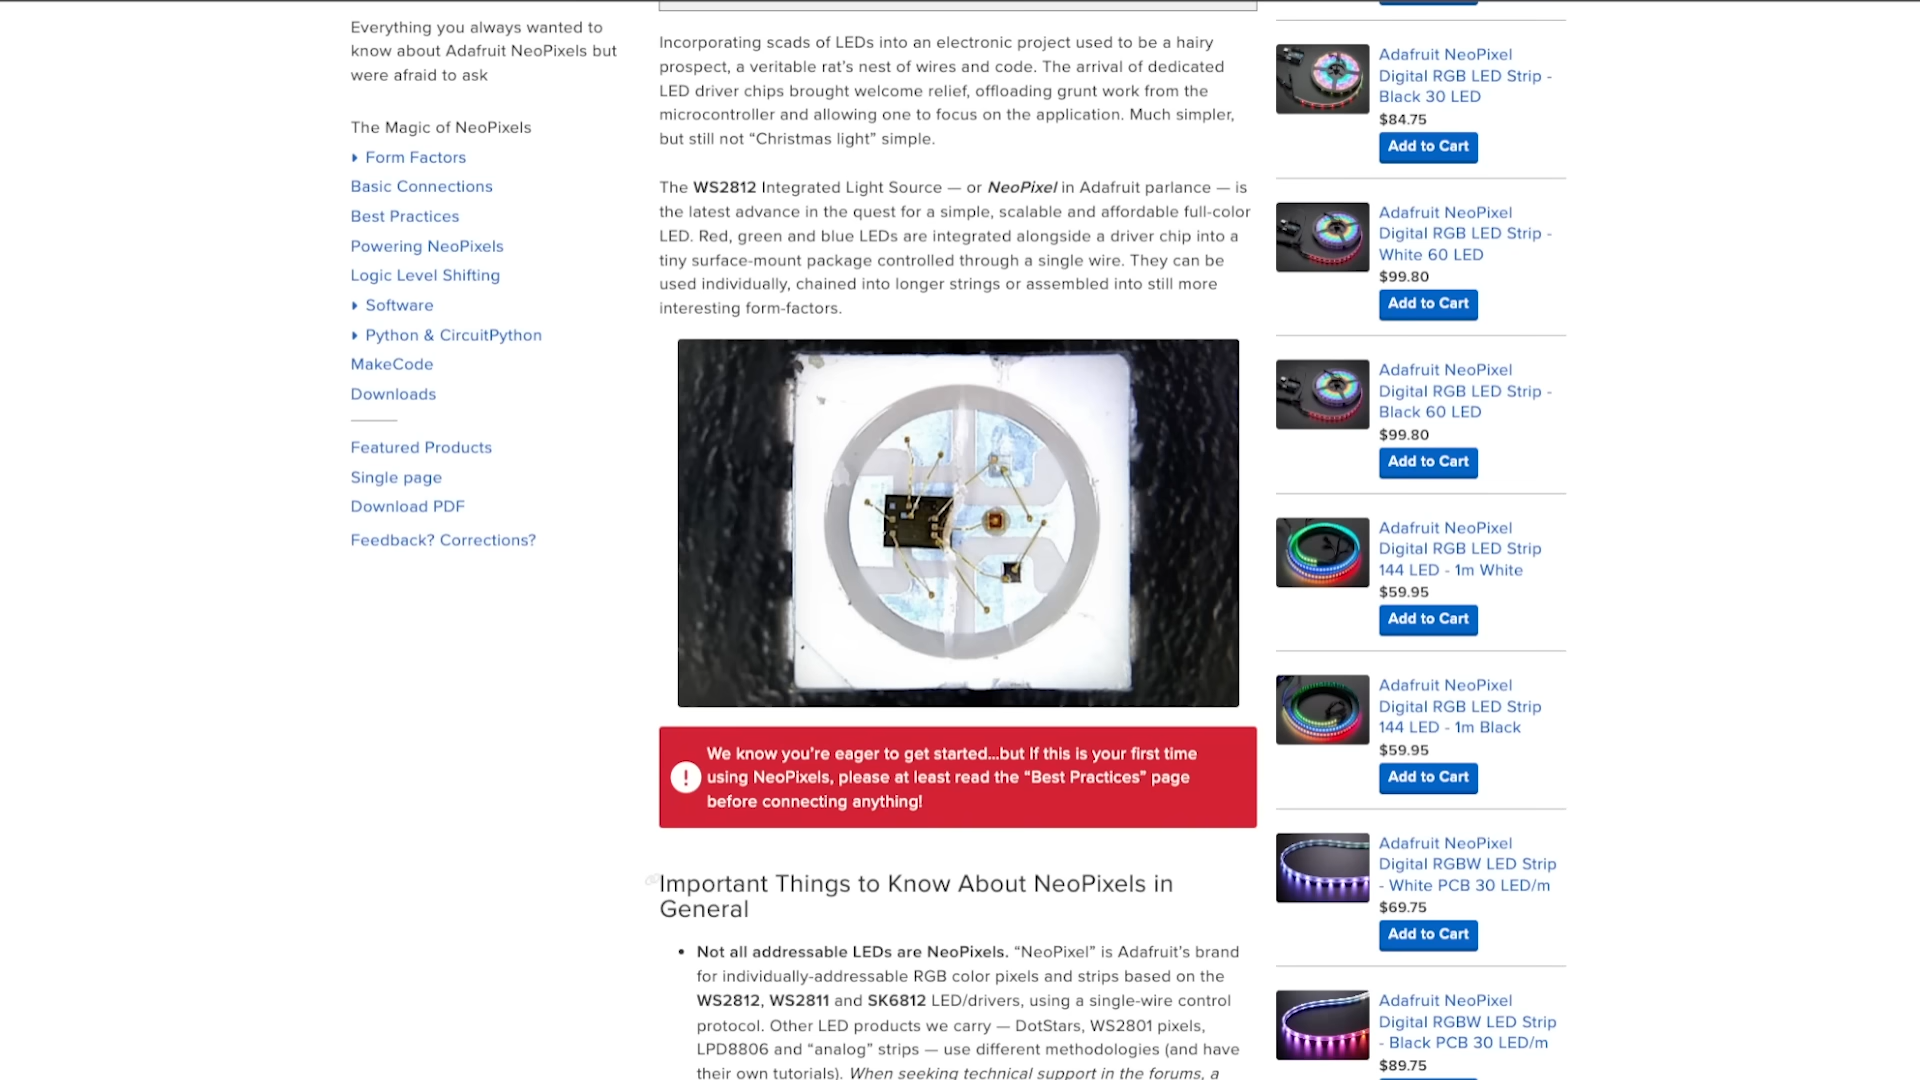 Everything you always wanted to
know about Adafruit NeoPixels but
were afraid to ask
The Magic of NeoPixels
Form Factors
Basic Connections
Best Practices
Powering NeoPixels
Logic Level Shifting
Software
Python & CircuitPython
MakeCode
Downloads
Featured Products
Single page
Download PDF
Feedback? Corrections?
Incorporating scads of LEDs into an electronic project used to be a hairy
prospect, a veritable rat's nest of wires and code. The arrival of dedicated
LED driver chips brought welcome relief, offloading grunt work from the
microcontroller and allowing one to focus on the application. Much simpler,
but still not “Christmas light” simple.
The WS2812 Integrated Light Source — or NeoPixel in Adafruit parlance — is
the latest advance in the quest for a simple, scalable and affordable full-color
LED. Red, green and blue LEDs are integrated alongside a driver chip into a
tiny surface-mount package controlled through a single wire. They can be
used individually, chained into longer strings or assembled into still more
interesting form-factors.
We know you're eager to get started...but If this is your first time
using NeoPixels, please at least read the “Best Practices” page
before connecting anything!
Important Things to Know About NeoPixels in
General
• Not all addressable LEDs are NeoPixels. “NeoPixel” is Adafruit's brand
for individually-addressable RGB color pixels and strips based on the
WS2812, WS2811 and SK6812 LED/drivers, using a single-wire control
protocol. Other LED products we carry — DotStars, WS2801 pixels,
LPD8806 and “analog” strips — use different methodologies (and have
their own tutorials). When seeking technical support in the forums, a
Adafruit NeoPixel
Digital RGB LED Strip -
Black 30 LED
$84.75
Add to Cart
Adafruit NeoPixel
Digital RGB LED Strip -
White 60 LED
$99.80
Add to Cart
Adafruit NeoPixel
Digital RGB LED Strip -
Black 60 LED
$99.80
Add to Cart
Adafruit NeoPixel
Digital RGB LED Strip
144 LED - 1m White
$59.95
Add to Cart
Adafruit NeoPixel
Digital RGB LED Strip
144 LED - 1m Black
$59.95
Add to Cart
Adafruit NeoPixel
Digital RGBW LED Strip
- White PCB 30 LED/m
$69.75
Add to Cart
Adafruit NeoPixel
Digital RGBW LED Strip
- Black PCB 30 LED/m
$89.75